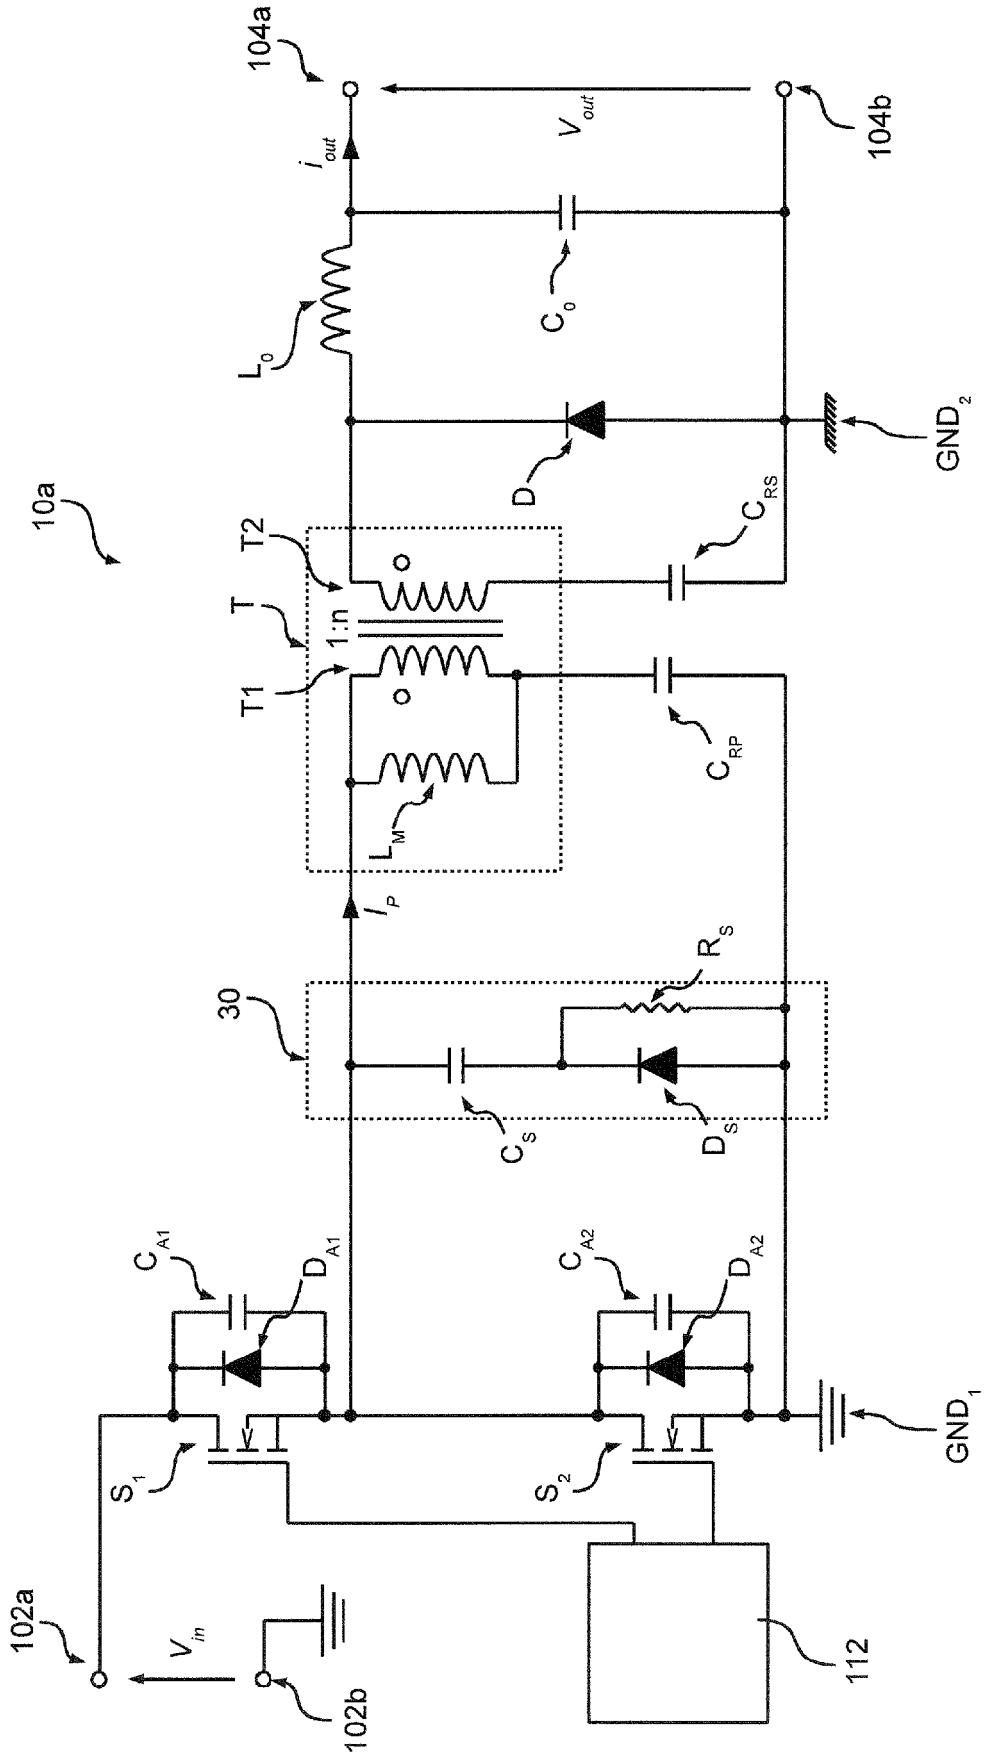 10a
102a
V_in
102b
S_1
C_A1
D_A1
S_2
C_A2
D_A2
112
GND_1
30
C_S
D_S
R_S
I_P
T
T1
T2
1:n
L_M
C_RP
C_RS
D
GND_2
L_0
C_0
i_out
104a
V_out
104b